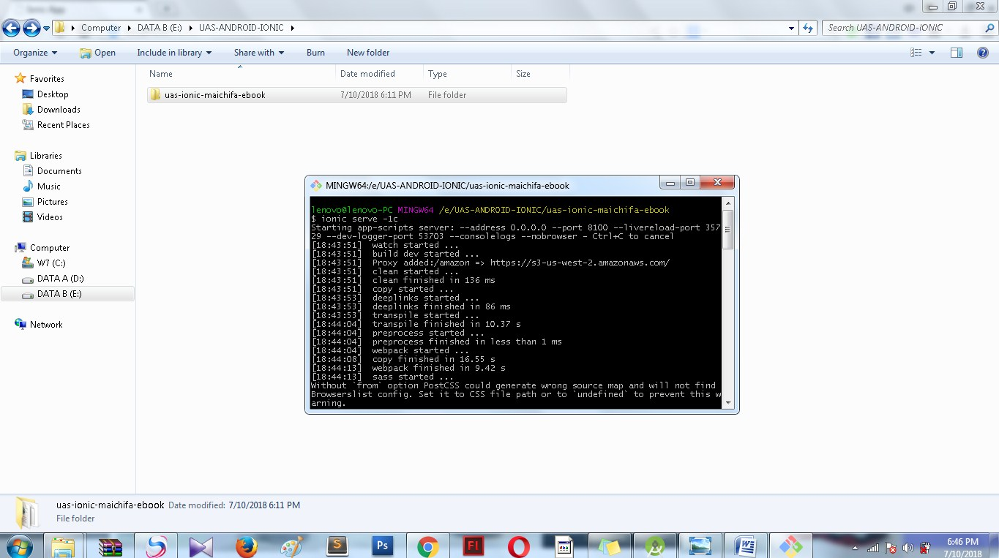 Ionic App
Computer DATA B (E:) UAS-ANDROID-IONIC
Search UAS-ANDROID-IONIC
Organize Open Include in library Share with Burn New folder
Name Date modified Type Size
uas-ionic-maichifa-ebook 7/10/2018 6:11 PM File folder
Favorites
Desktop
Downloads
Recent Places
Libraries
Documents
Music
Pictures
Videos
Computer
W7 (C:)
DATA A (D:)
DATA B (E:)
Network
MINGW64:/e/UAS-ANDROID-IONIC/uas-ionic-maichifa-ebook
lenovo@lenovo-PC MINGW64 /e/UAS-ANDROID-IONIC/uas-ionic-maichifa-ebook
$ ionic serve -lc
Starting app-scripts server: --address 0.0.0.0 --port 8100 --livereload-port 357
29 --dev-logger-port 53703 --consolelogs --nobrowser - Ctrl+C to cancel
[18:43:51] watch started ...
[18:43:51] build dev started ...
[18:43:51] Proxy added:/amazon => https://s3-us-west-2.amazonaws.com/
[18:43:51] clean started ...
[18:43:51] clean finished in 136 ms
[18:43:51] copy started ...
[18:43:53] deeplinks started ...
[18:43:53] deeplinks finished in 86 ms
[18:43:53] transpile started ...
[18:44:04] transpile finished in 10.37 s
[18:44:04] preprocess started ...
[18:44:04] preprocess finished in less than 1 ms
[18:44:04] webpack started ...
[18:44:08] copy finished in 16.55 s
[18:44:13] webpack finished in 9.42 s
[18:44:13] sass started ...
Without `from` option PostCSS could generate wrong source map and will not find
Browserslist config. Set it to CSS file path or to `undefined` to prevent this w
arning.
uas-ionic-maichifa-ebook Date modified: 7/10/2018 6:11 PM
File folder
S
Ps
Fl
W
6:46 PM
7/10/2018